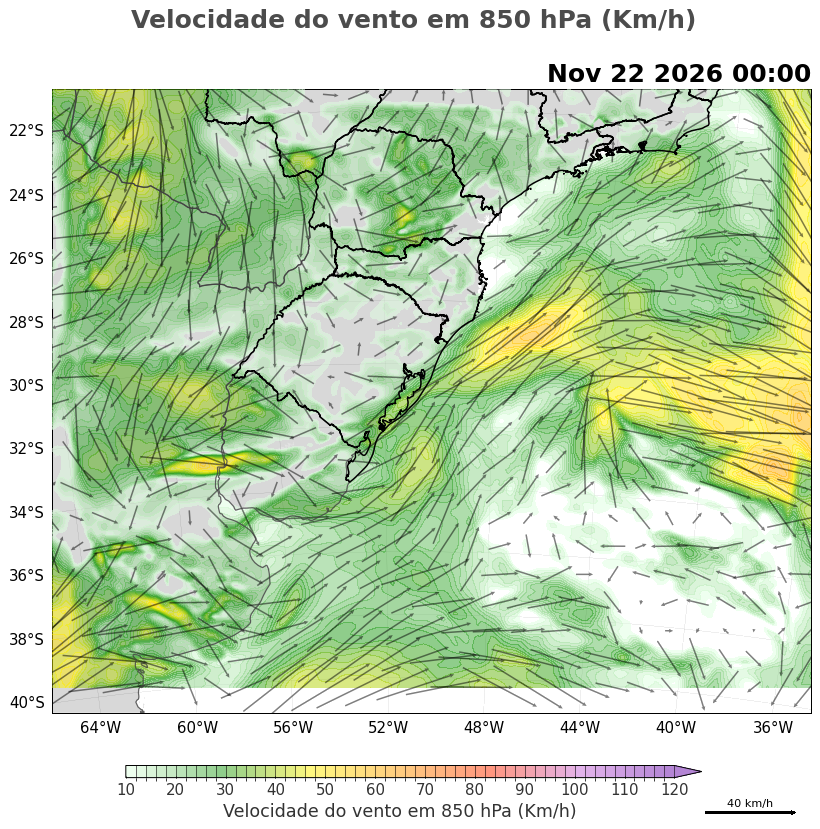 Velocidade do vento em 850 hPa (Km/h)
Nov 22 2026 00:00
22°S
24°S
26°S
28°S
30°S
32°S
34°S
36°S
38°S
40°S
64°W 60°W 56°W 52°W 48°W 44°W 40°W 36°W
10 20 30 40 50 60 70 80 90 100 110 120
Velocidade do vento em 850 hPa (Km/h)
40 km/h